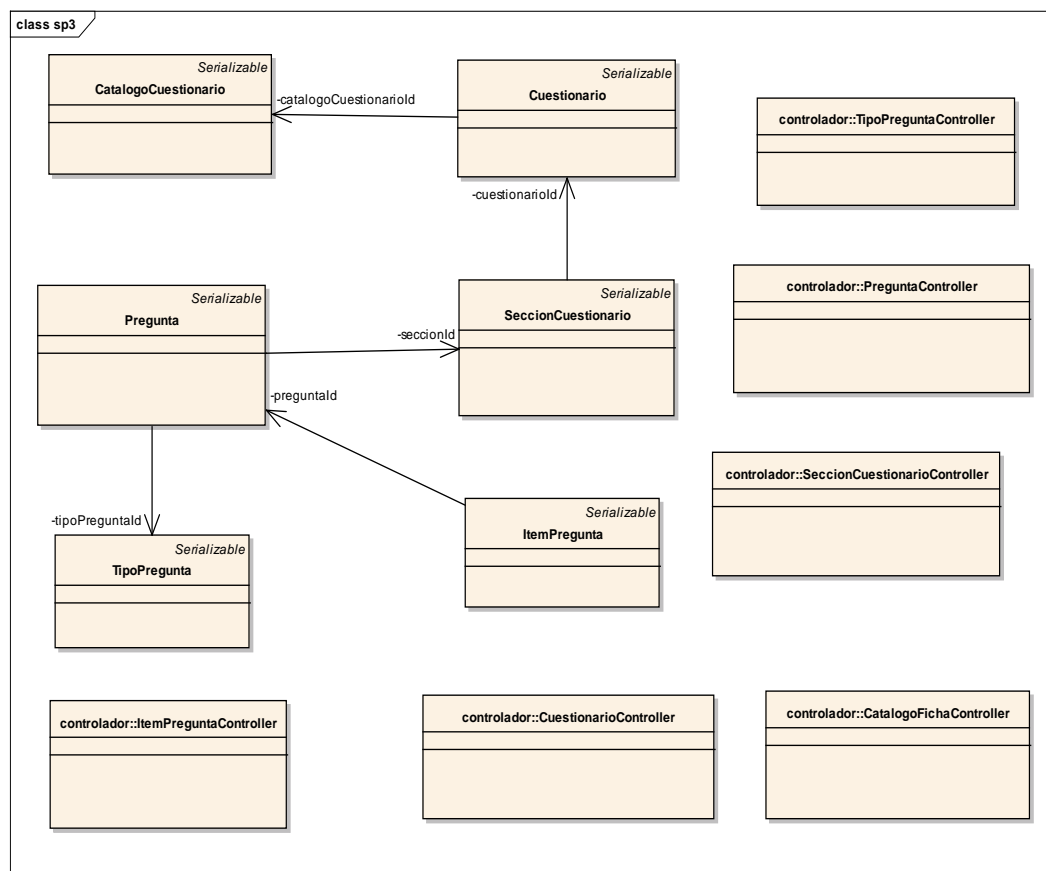 class sp3
Serializable
CatalogoCuestionario
-catalogoCuestionarioId
Serializable
Cuestionario
controlador::TipoPreguntaController
-cuestionarioId
controlador::PreguntaController
Serializable
Pregunta
-seccionId
Serializable
SeccionCuestionario
-preguntaId
controlador::SeccionCuestionarioController
-tipoPreguntaId
Serializable
TipoPregunta
Serializable
ItemPregunta
controlador::ItemPreguntaController
controlador::CuestionarioController
controlador::CatalogoFichaController